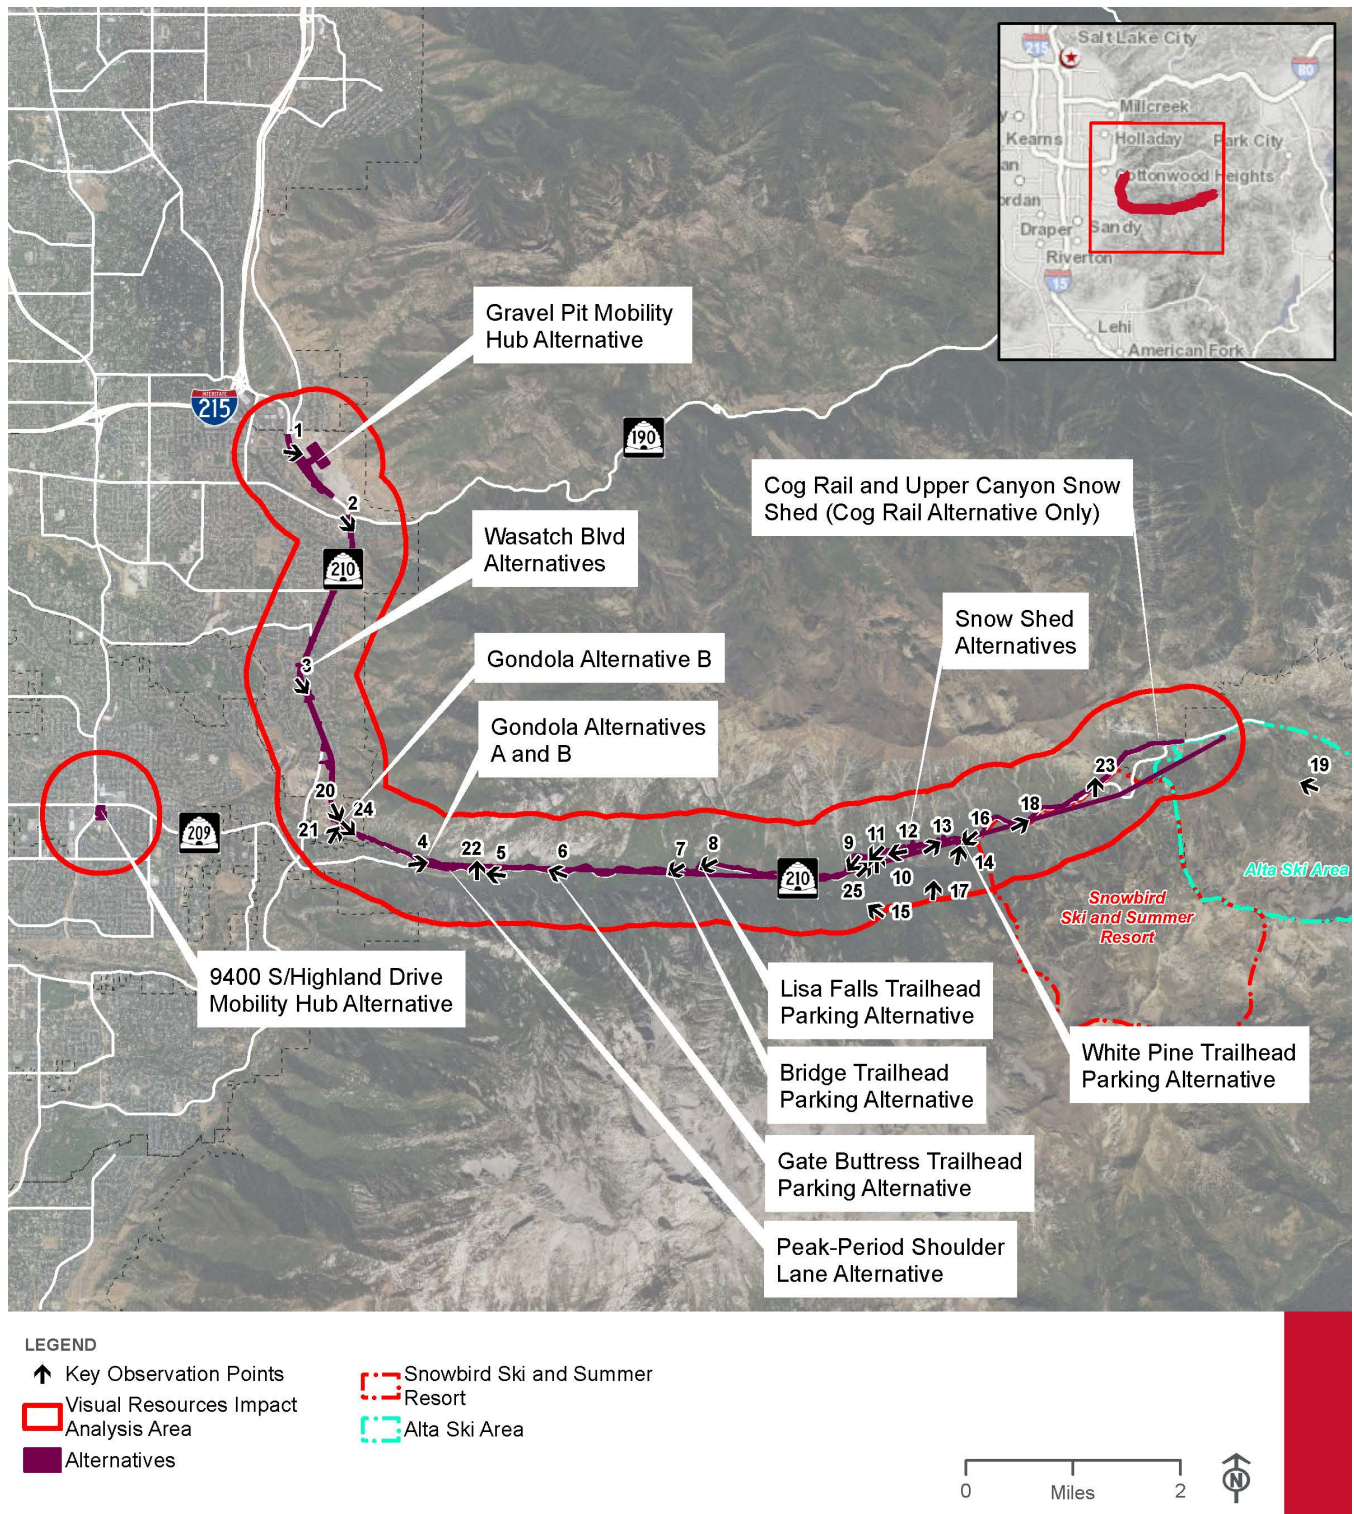 Salt Lake City
215
80
Millcreek
Kearns
Holladay
Park City
an
Cottonwood Heights
ordan
Draper
Sandy
Riverton
15
Lehi
American Fork
Gravel Pit Mobility
Hub Alternative
INTERSTATE
215
1
190
2
Cog Rail and Upper Canyon Snow
Shed (Cog Rail Alternative Only)
Wasatch Blvd
Alternatives
210
Snow Shed
Alternatives
3
Gondola Alternative B
Gondola Alternatives
A and B
23
19
20
24
21
209
4
22
5
6
7
8
210
9
11
12
13
16
18
25
10
14
15
17
Alta Ski Area
Snowbird
Ski and Summer
Resort
9400 S/Highland Drive
Mobility Hub Alternative
Lisa Falls Trailhead
Parking Alternative
White Pine Trailhead
Parking Alternative
Bridge Trailhead
Parking Alternative
Gate Buttress Trailhead
Parking Alternative
Peak-Period Shoulder
Lane Alternative
LEGEND
Key Observation Points
Visual Resources Impact
Analysis Area
Alternatives
Snowbird Ski and Summer
Resort
Alta Ski Area
0
Miles
2
N